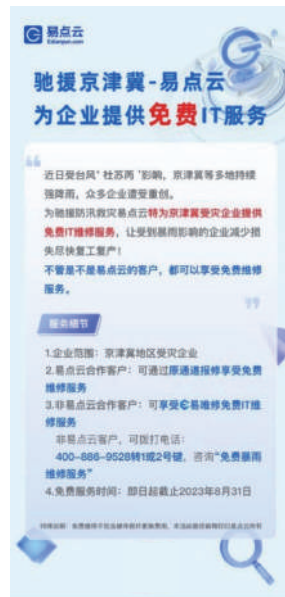 易点云
Edianyun.com
驰援京津冀-易点云
为企业提供免费IT服务
近日受台风“杜苏芮”影响，京津冀等多地持续
强降雨，众多企业遭受重创。
为驰援防汛救灾易点云特为京津冀受灾企业提供
免费IT维修服务，让受到暴雨影响的企业减少损
失尽快复工复产！
不管是不是易点云的客户，都可以享受免费维修
服务。
服务细节
1.企业范围：京津冀地区受灾企业
2.易点云合作客户：可通过原通道报修享受免费
维修服务
3.非易点云合作客户：可享受易维修免费IT维
修服务
非易点云客户，可拨打电话：
400-886-9528转1或2号键，咨询“免费暴雨
维修服务”
4.免费服务时间：即日起截止2023年8月31日